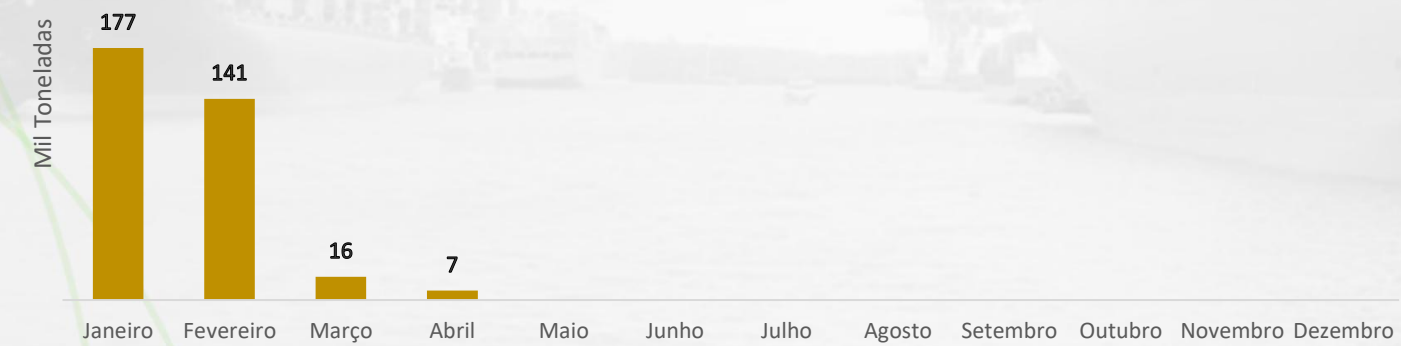 Mil Toneladas
177
141
16
7
Janeiro Fevereiro Março Abril Maio Junho Julho Agosto Setembro Outubro Novembro Dezembro